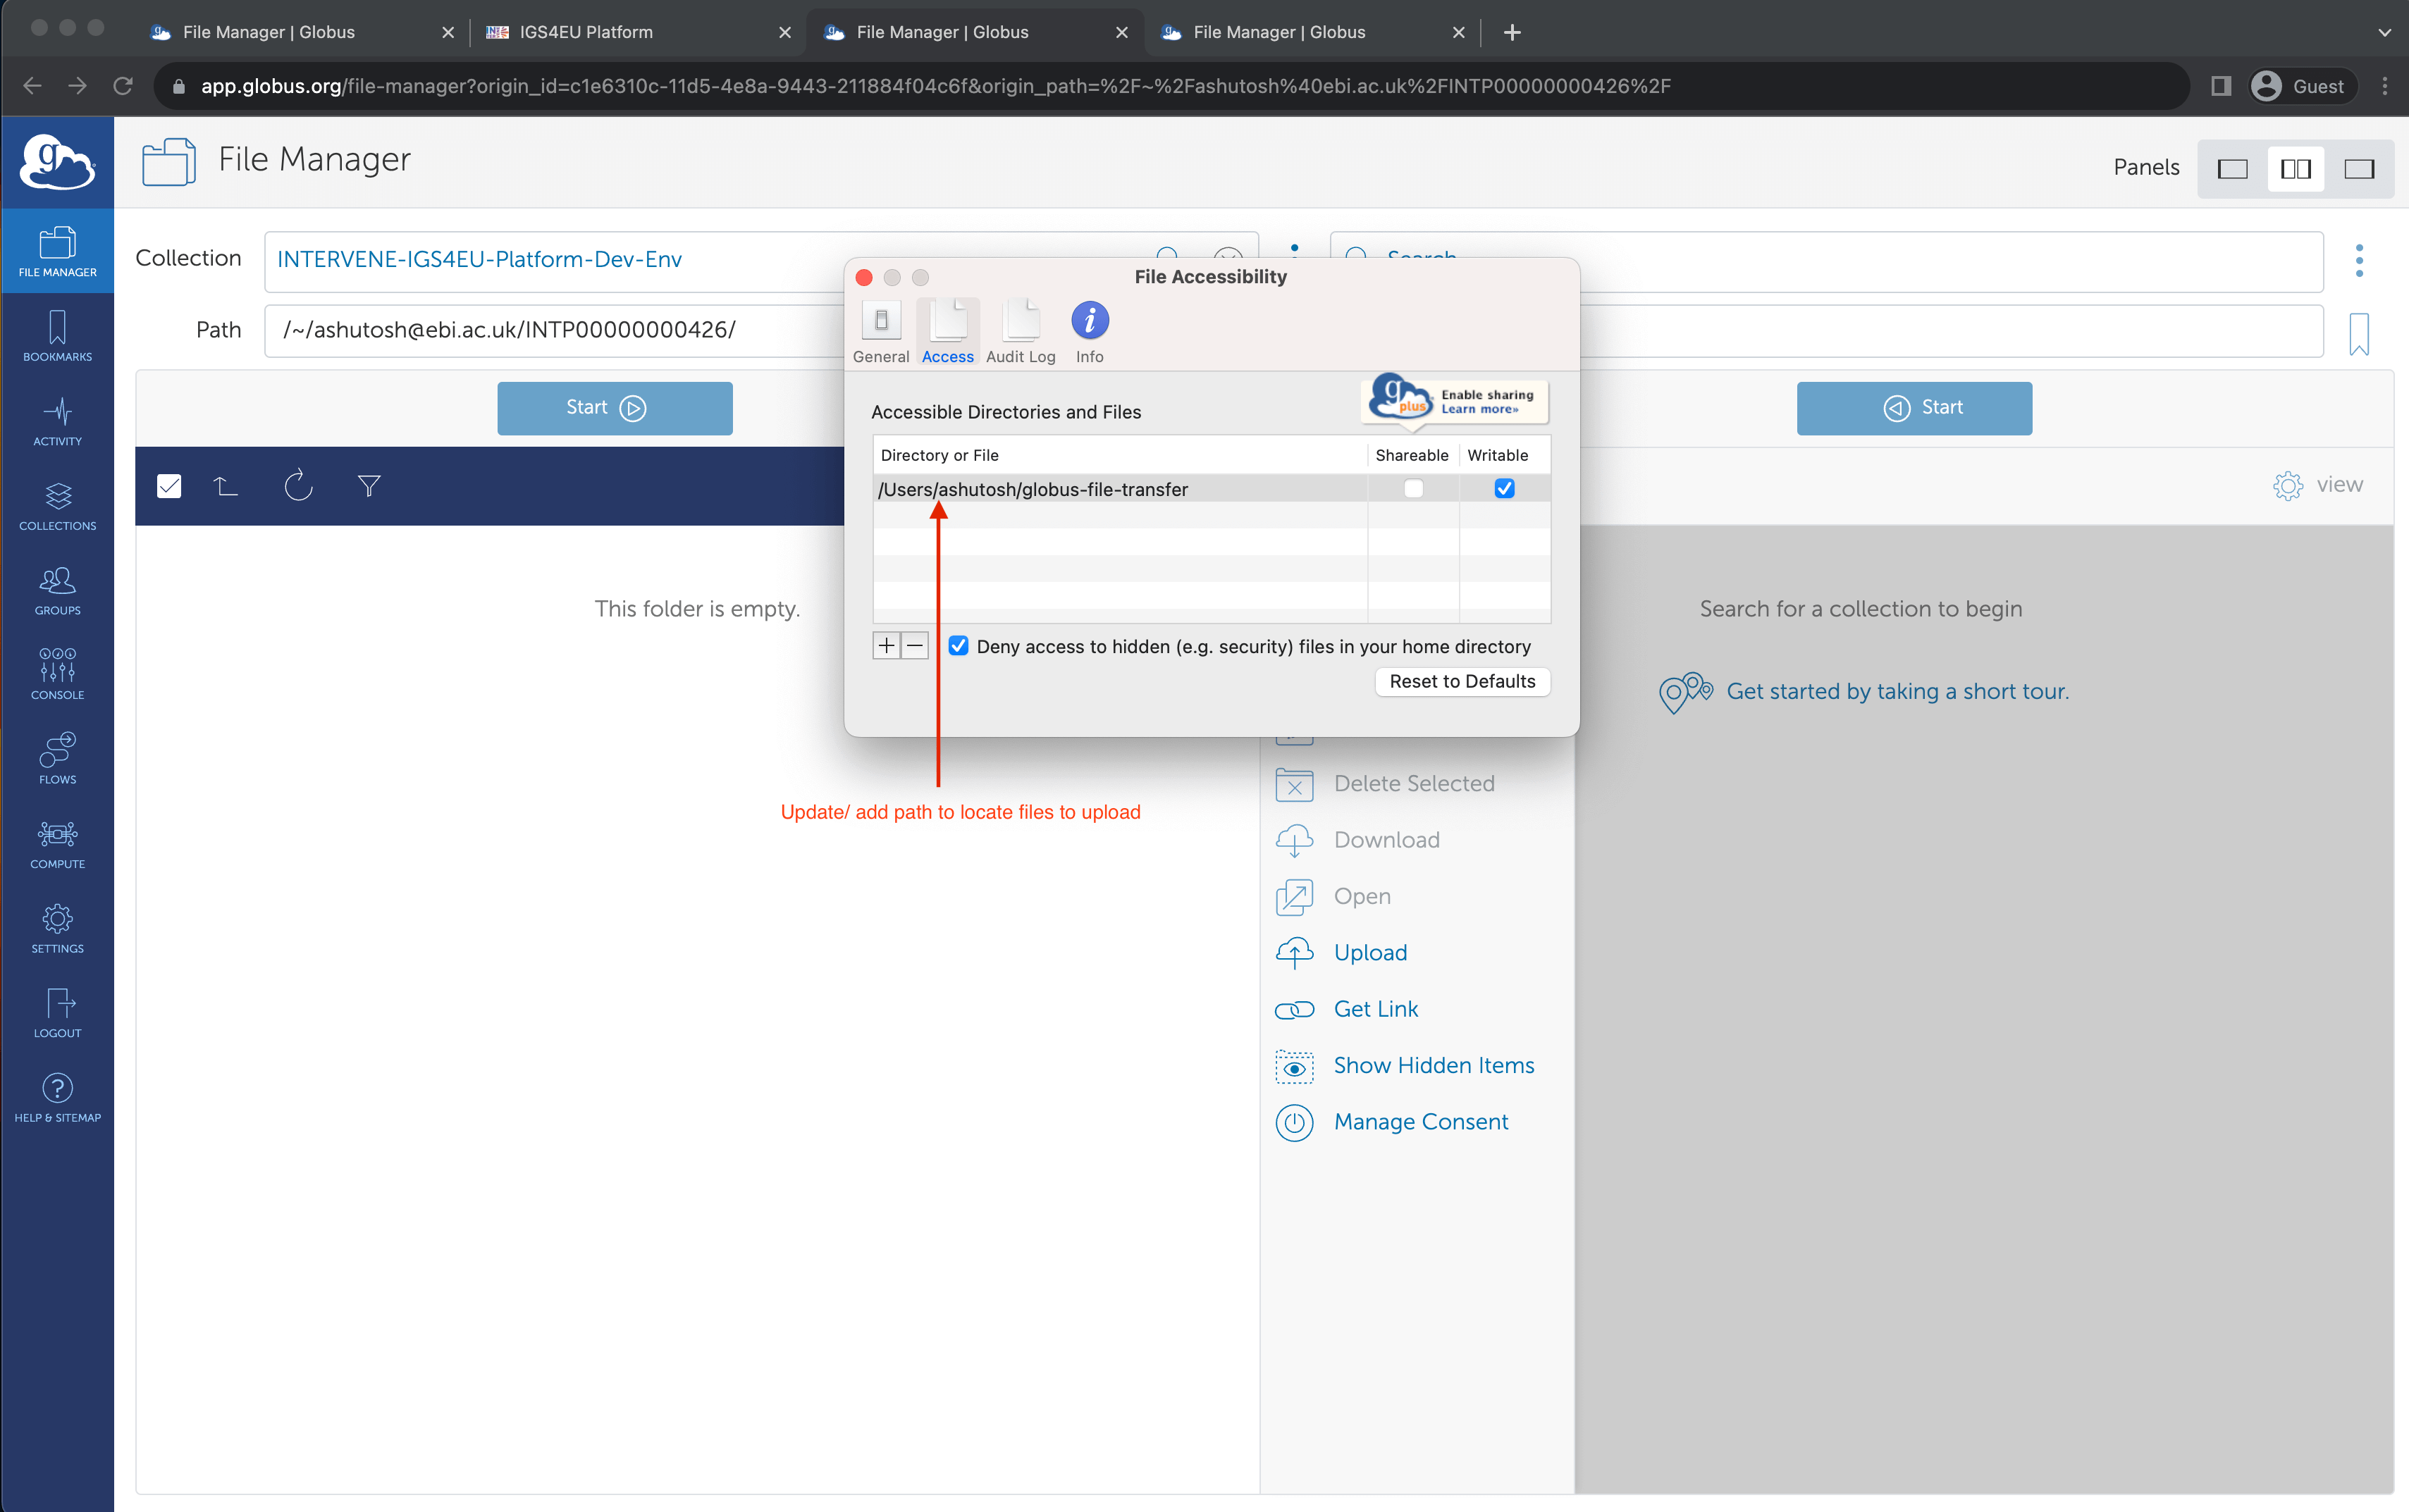 File Manager | Globus
IGS4EU Platform
File Manager | Globus
File Manager | Globus
app.globus.org/file-manager?origin_id=c1e6310c-11d5-4e8a-9443-211884f04c6f&origin_path=%2F~%2Fashutosh%40ebi.ac.uk%2FINTP00000000426%2F
Guest
File Manager
Panels
FILE MANAGER
BOOKMARKS
ACTIVITY
COLLECTIONS
GROUPS
CONSOLE
FLOWS
COMPUTE
SETTINGS
LOGOUT
HELP & SITEMAP
Collection
INTERVENE-IGS4EU-Platform-Dev-Env
Search
Path
/~/ashutosh@ebi.ac.uk/INTP00000000426/
Start
Start
view
This folder is empty.
File Accessibility
General
Access
Audit Log
Info
Accessible Directories and Files
g plus
Enable sharing
Learn more»
Directory or File
Shareable
Writable
/Users/ashutosh/globus-file-transfer
Deny access to hidden (e.g. security) files in your home directory
Reset to Defaults
Update/ add path to locate files to upload
Delete Selected
Download
Open
Upload
Get Link
Show Hidden Items
Manage Consent
Search for a collection to begin
Get started by taking a short tour.